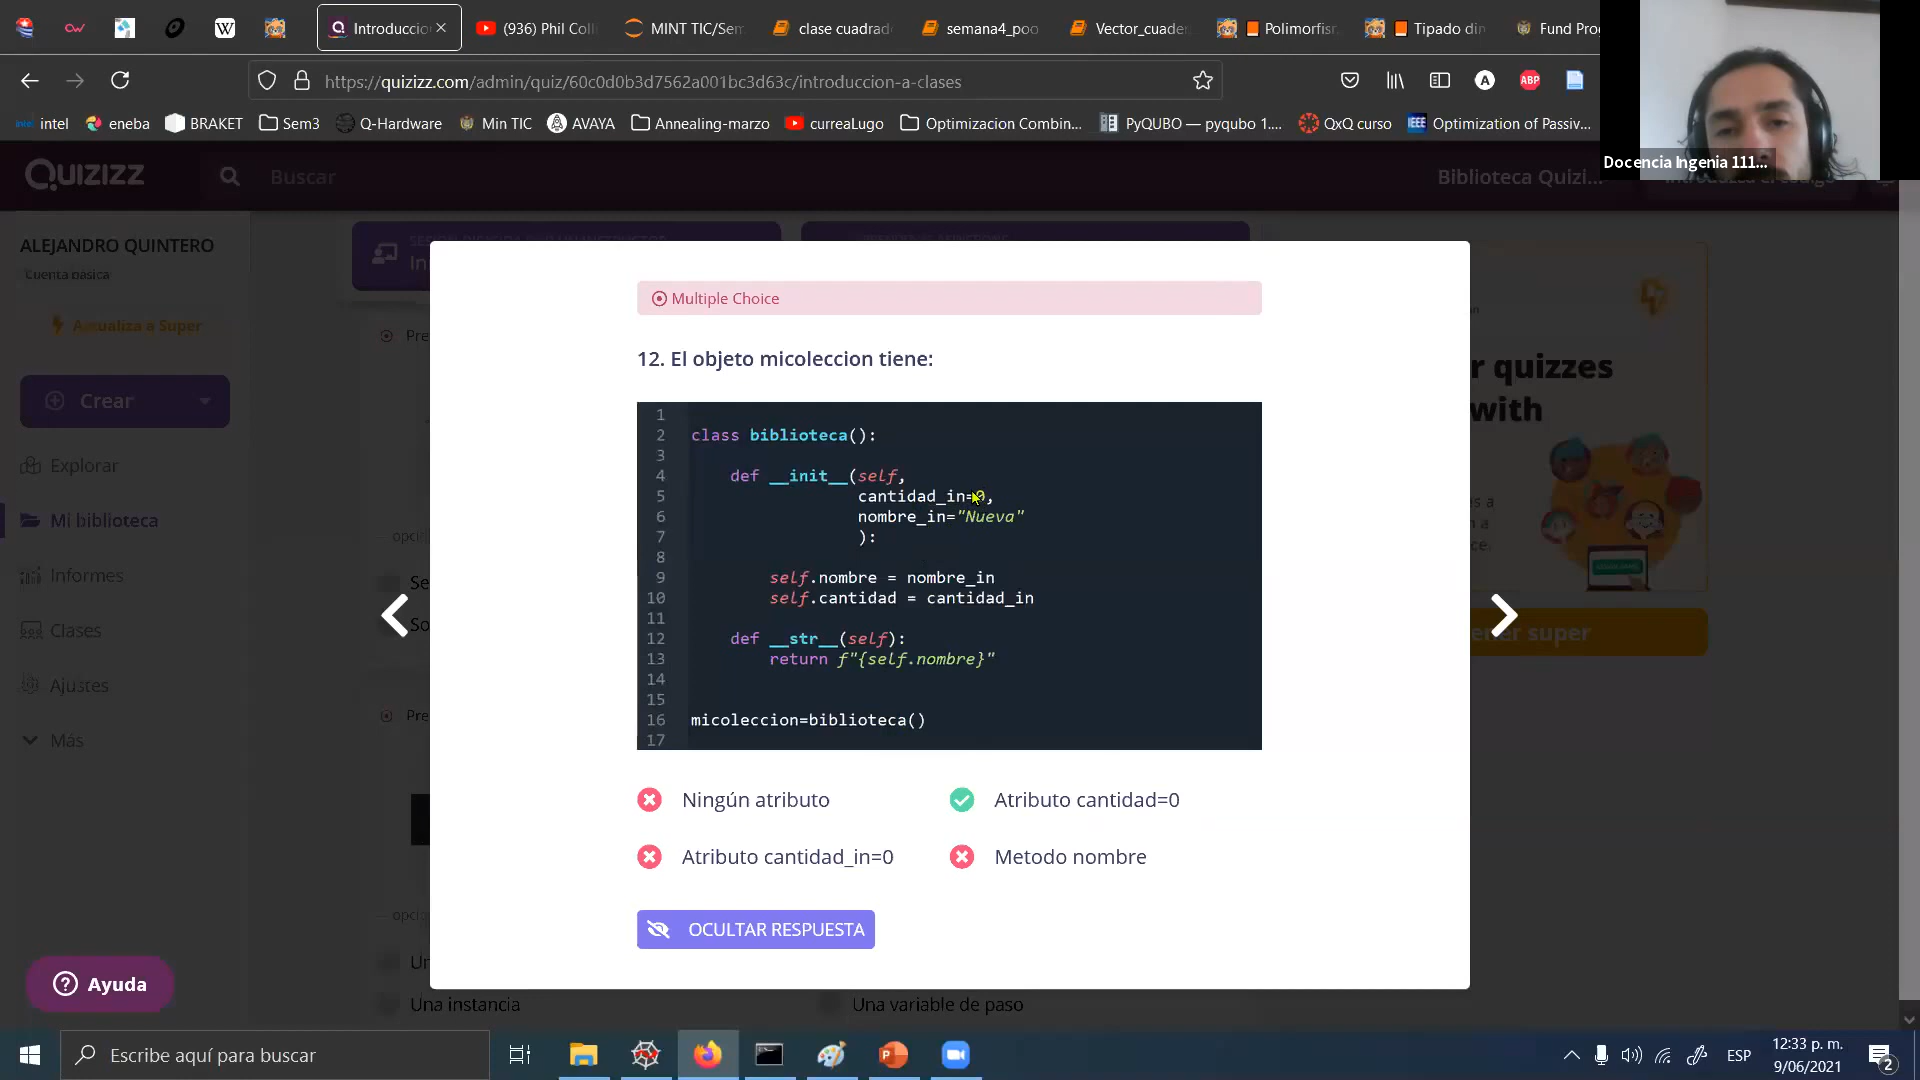 Introduccio
(936) Phil Coll
MINT TIC/Sem
clase cuadrad
semana4_poo
Vector_cuader
Polimorfisr
Tipado din
Fund Pro
https://quizizz.com/admin/quiz/60c0d0b3d7562a001bc3d63c/introduccion-a-clases
ABP
intel
eneba
BRAKET
Sem3
Q-Hardware
Min TIC
AVAYA
Annealing-marzo
curreaLugo
Optimizacion Combin...
PyQUBO — pyqubo 1....
QxQ curso
IEEE
Optimization of Passiv...
Docencia Ingenia 111...
QUIZIZZ
Buscar
Biblioteca Quizi...
ALEJANDRO QUINTERO
Cuenta básica
Actualiza a Super
Crear
Explorar
Mi biblioteca
Informes
Clases
Ajustes
Más
Ayuda
Multiple Choice
12. El objeto micoleccion tiene:
1
2 class biblioteca():
3
4 def __init__(self,
5 cantidad_in=0,
6 nombre_in="Nueva"
7 ):
8
9 self.nombre = nombre_in
10 self.cantidad = cantidad_in
11
12 def __str__(self):
13 return f"{self.nombre}"
14
15
16 micoleccion=biblioteca()
17
Ningún atributo
Atributo cantidad=0
Atributo cantidad_in=0
Metodo nombre
OCULTAR RESPUESTA
r quizzes
with
super
Una instancia
Una variable de paso
Escribe aquí para buscar
ESP
12:33 p. m.
9/06/2021
2